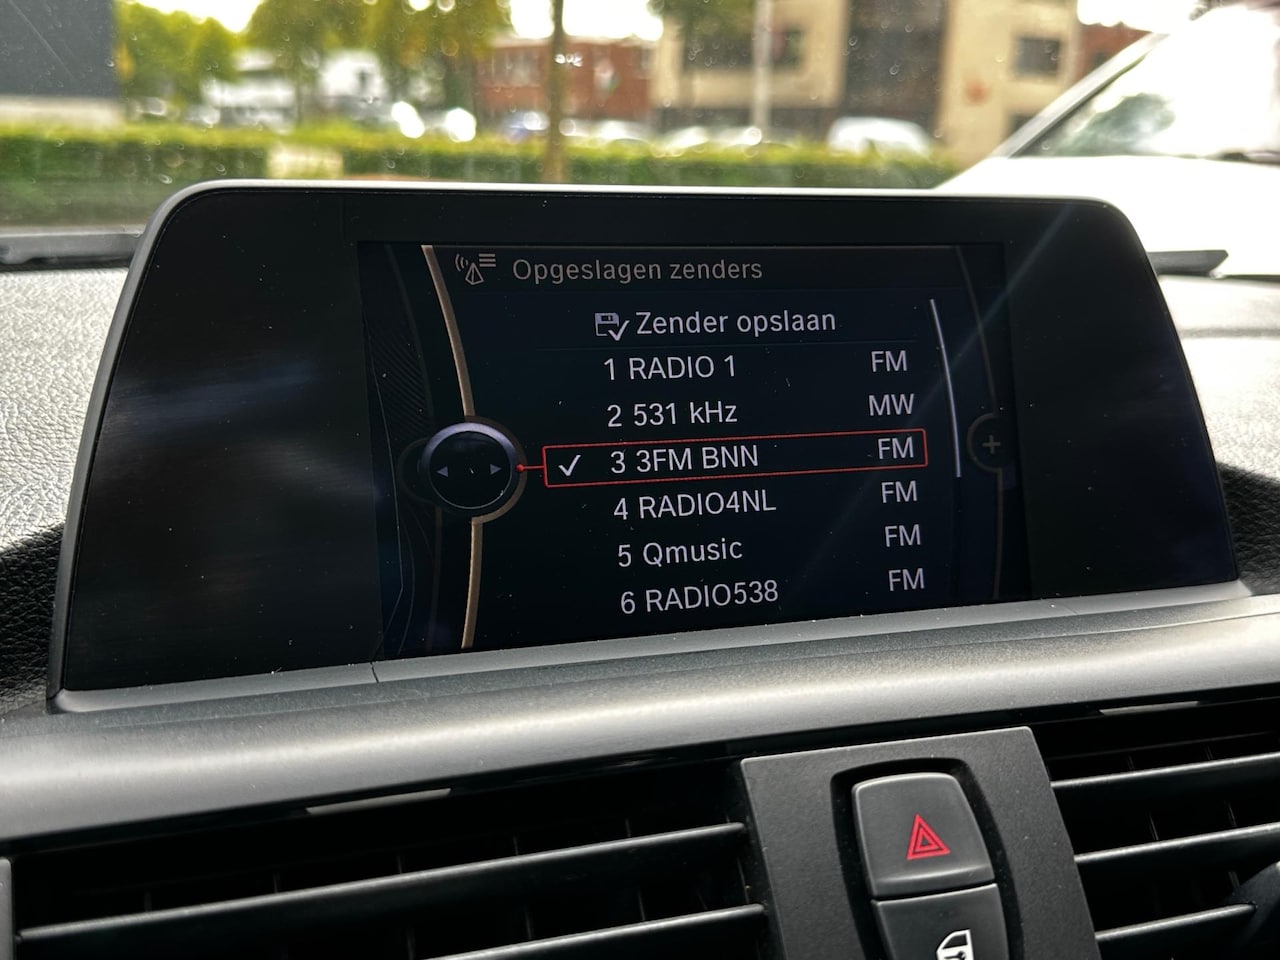 Opgeslagen zenders
Zender opslaan
1 RADIO 1 FM
2 531 kHz MW
3 3FM BNN FM
4 RADIO4NL FM
5 Qmusic FM
6 RADIO538 FM